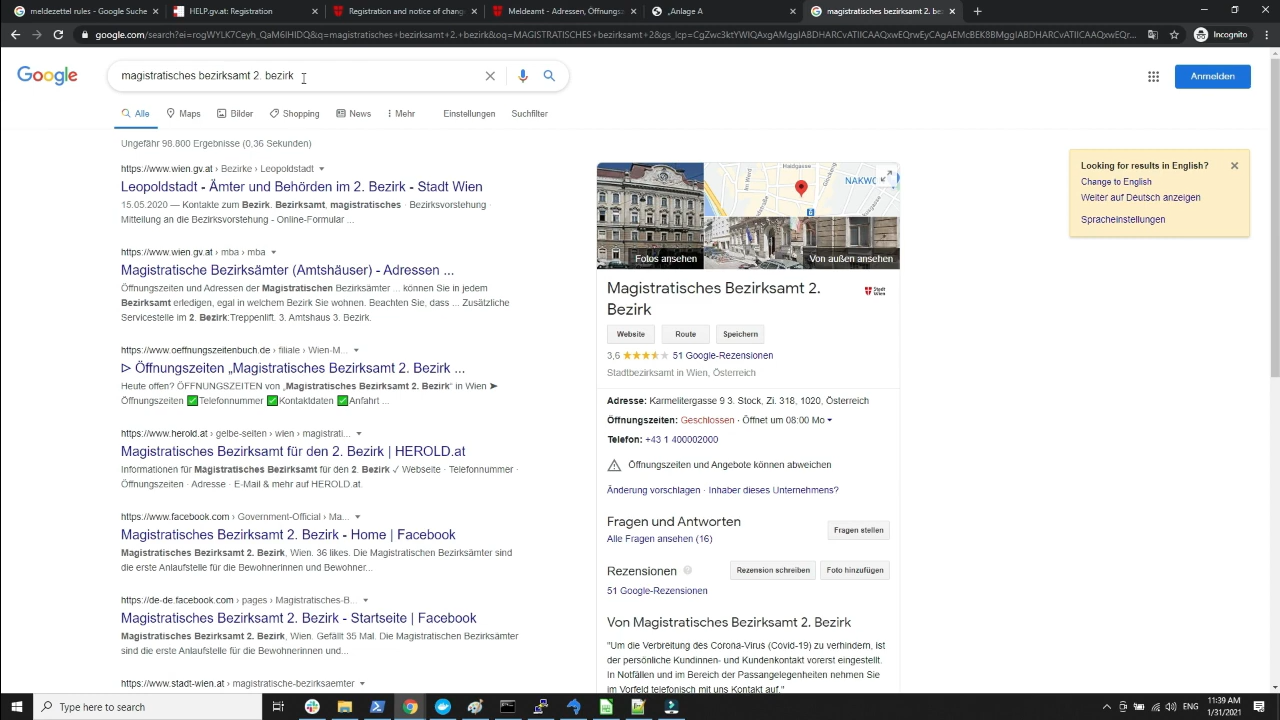 meldezettel rules - Google Suche
HELP.gv.at: Registration
Registration and notice of chang
Meldeamt - Adressen, Öffnungsz
„Anlage A
magistratisches bezirksamt 2. be
Incognito
Google
magistratisches bezirksamt 2. bezirk
Anmelden
Alle
Maps
Bilder
Shopping
News
Mehr
Einstellungen
Suchfilter
Ungefähr 98.800 Ergebnisse (0,36 Sekunden)
https://www.wien.gv.at › Bezirke › Leopoldstadt
Leopoldstadt - Ämter und Behörden im 2. Bezirk - Stadt Wien
15.05.2020 — Kontakte zum Bezirk. Bezirksamt, magistratisches · Bezirksvorstehung ·
Mitteilung an die Bezirksvorstehung - Online-Formular ...
https://www.wien.gv.at › mba › mba
Magistratische Bezirksämter (Amtshäuser) - Adressen ...
Öffnungszeiten und Adressen der Magistratischen Bezirksämter ... können Sie in jedem
Bezirksamt erledigen, egal in welchem Bezirk Sie wohnen. Beachten Sie, dass ... Zusätzliche
Servicestelle im 2. Bezirk:Treppenlift. 3. Amtshaus 3. Bezirk.
https://www.oeffnungszeitenbuch.de › filiale › Wien-M...
ᐅ Öffnungszeiten „Magistratisches Bezirksamt 2. Bezirk ...
Heute offen? ÖFFNUNGSZEITEN von „Magistratisches Bezirksamt 2. Bezirk“ in Wien ➤
Öffnungszeiten ✅Telefonnummer ✅Kontaktdaten ✅Anfahrt ...
https://www.herold.at › gelbe-seiten › wien › magistrati...
Magistratisches Bezirksamt für den 2. Bezirk | HEROLD.at
Informationen für Magistratisches Bezirksamt für den 2. Bezirk ✓ Webseite · Telefonnummer ·
Öffnungszeiten · Adresse · E-Mail & mehr auf HEROLD.at.
https://www.facebook.com › Government-Official › Ma...
Magistratisches Bezirksamt 2. Bezirk - Home | Facebook
Magistratisches Bezirksamt 2. Bezirk, Wien. 36 likes. Die Magistratischen Bezirksämter sind
die erste Anlaufstelle für die Bewohnerinnen und Bewohner...
https://de-de.facebook.com › pages › Magistratisches-B...
Magistratisches Bezirksamt 2. Bezirk - Startseite | Facebook
Magistratisches Bezirksamt 2. Bezirk, Wien. Gefällt 35 Mal. Die Magistratischen Bezirksämter
sind die erste Anlaufstelle für die Bewohnerinnen und...
https://www.stadt-wien.at › magistratische-bezirksaemter
Haidgasse
Im Werd
NAKWO
Fotos ansehen
Von außen ansehen
Magistratisches Bezirksamt 2.
Bezirk
Stadt
Wien
Website
Route
Speichern
3,6 ★★★★★ 51 Google-Rezensionen
Stadtbezirksamt in Wien, Österreich
Adresse: Karmelitergasse 9 3. Stock, Zi. 318, 1020, Österreich
Öffnungszeiten: Geschlossen · Öffnet um 08:00 Mo
Telefon: +43 1 400002000
Öffnungszeiten und Angebote können abweichen
Änderung vorschlagen · Inhaber dieses Unternehmens?
Fragen und Antworten
Alle Fragen ansehen (16)
Fragen stellen
Rezensionen
Rezension schreiben
Foto hinzufügen
51 Google-Rezensionen
Von Magistratisches Bezirksamt 2. Bezirk
"Um die Verbreitung des Corona-Virus (Covid-19) zu verhindern, ist
der persönliche Kundinnen- und Kundenkontakt vorerst eingestellt.
In Notfällen und im Bereich der Passangelegenheiten nehmen Sie
im Vorfeld telefonisch mit uns Kontakt auf."
Looking for results in English?
Change to English
Weiter auf Deutsch anzeigen
Spracheinstellungen
Type here to search
ENG
11:39 AM
1/31/2021